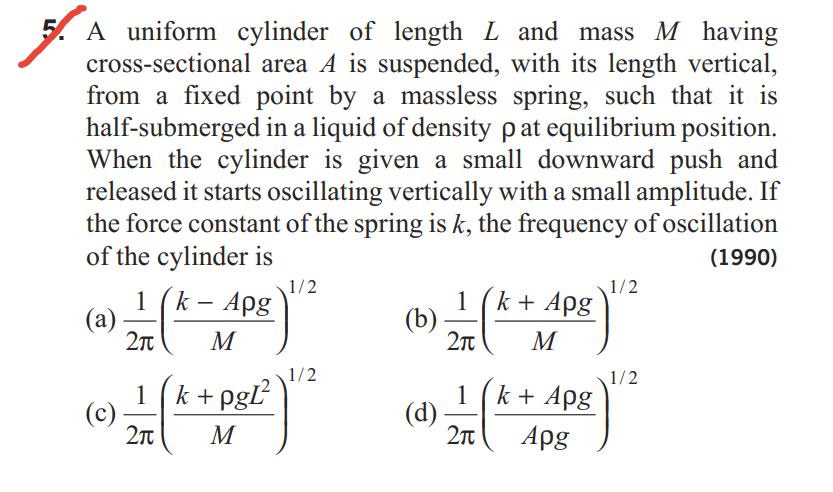 5. A uniform cylinder of length L and mass M having
cross-sectional area A is suspended, with its length vertical,
from a fixed point by a massless spring, such that it is
half-submerged in a liquid of density ρ at equilibrium position.
When the cylinder is given a small downward push and
released it starts oscillating vertically with a small amplitude. If
the force constant of the spring is k, the frequency of oscillation
of the cylinder is (1990)
(a) 1/2π ((k − Aρg)/M)^1/2 (b) 1/2π ((k + Aρg)/M)^1/2
(c) 1/2π ((k + ρgL²)/M)^1/2 (d) 1/2π ((k + Aρg)/Aρg)^1/2